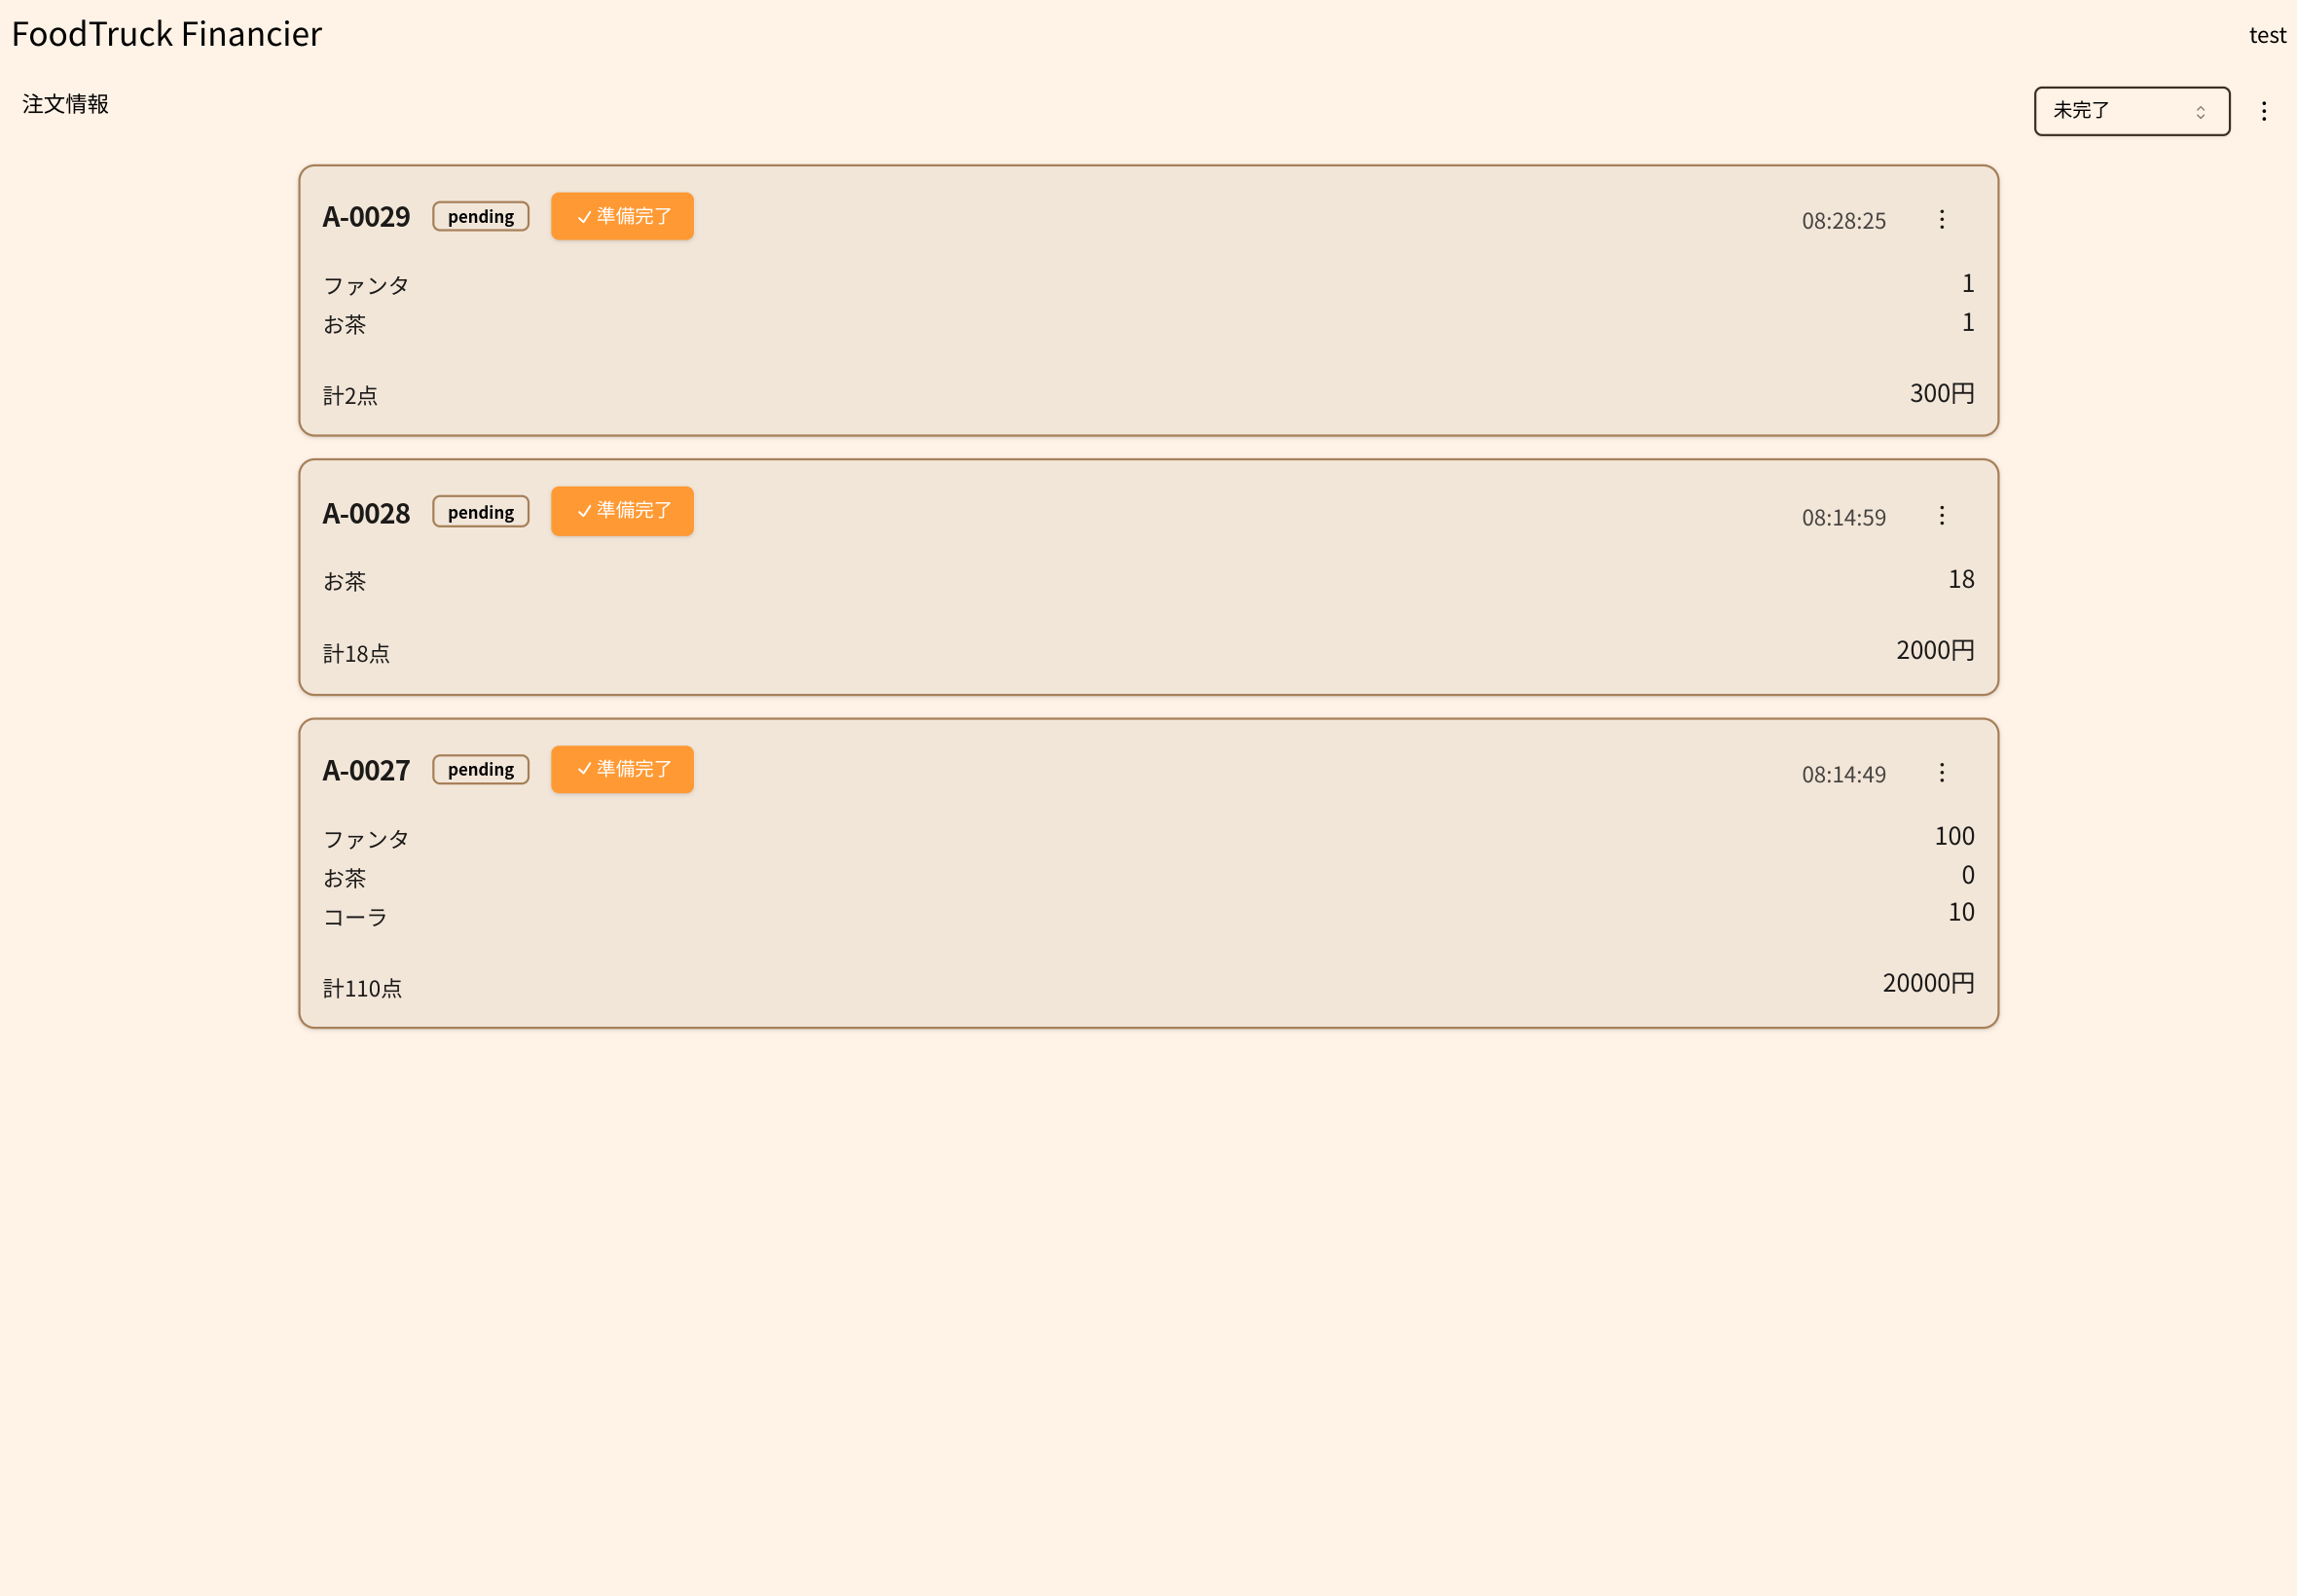 FoodTruck Financier
test
注文情報
未完了
A-0029 pending 準備完了 08:28:25
ファンタ 1
お茶 1
計2点 300円
A-0028 pending 準備完了 08:14:59
お茶 18
計18点 2000円
A-0027 pending 準備完了 08:14:49
ファンタ 100
お茶 0
コーラ 10
計110点 20000円